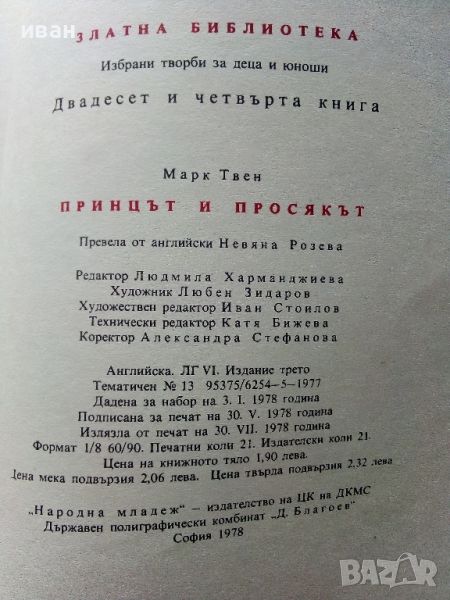 иван
ЗЛАТНА БИБЛИОТЕКА
Избрани творби за деца и юноши
Двадесет и четвърта книга
Марк Твен
ПРИНЦЪТ И ПРОСЯКЪТ
Превела от английски Невяна Розева
Редактор Людмила Харманджиева
Художник Любен Зидаров
Художествен редактор Иван Стоилов
Технически редактор Катя Бижева
Коректор Александра Стефанова
Английска. ЛГ VI. Издание трето
Тематичен № 13 95375/6254—5—1977
Дадена за набор на 3. I. 1978 година
Подписана за печат на 30. V. 1978 година
Излязла от печат на 30. VII. 1978 година
Формат 1/8 60/90. Печатни коли 21. Издателски коли 21.
Цена на книжното тяло 1,90 лева.
Цена мека подвързия 2,06 лева. Цена твърда подвързия 2,32 лева
„Народна младеж" — издателство на ЦК на ДКМС
Държавен полиграфически комбинат „Д. Благоев"
София 1978
BAZAR
.bg